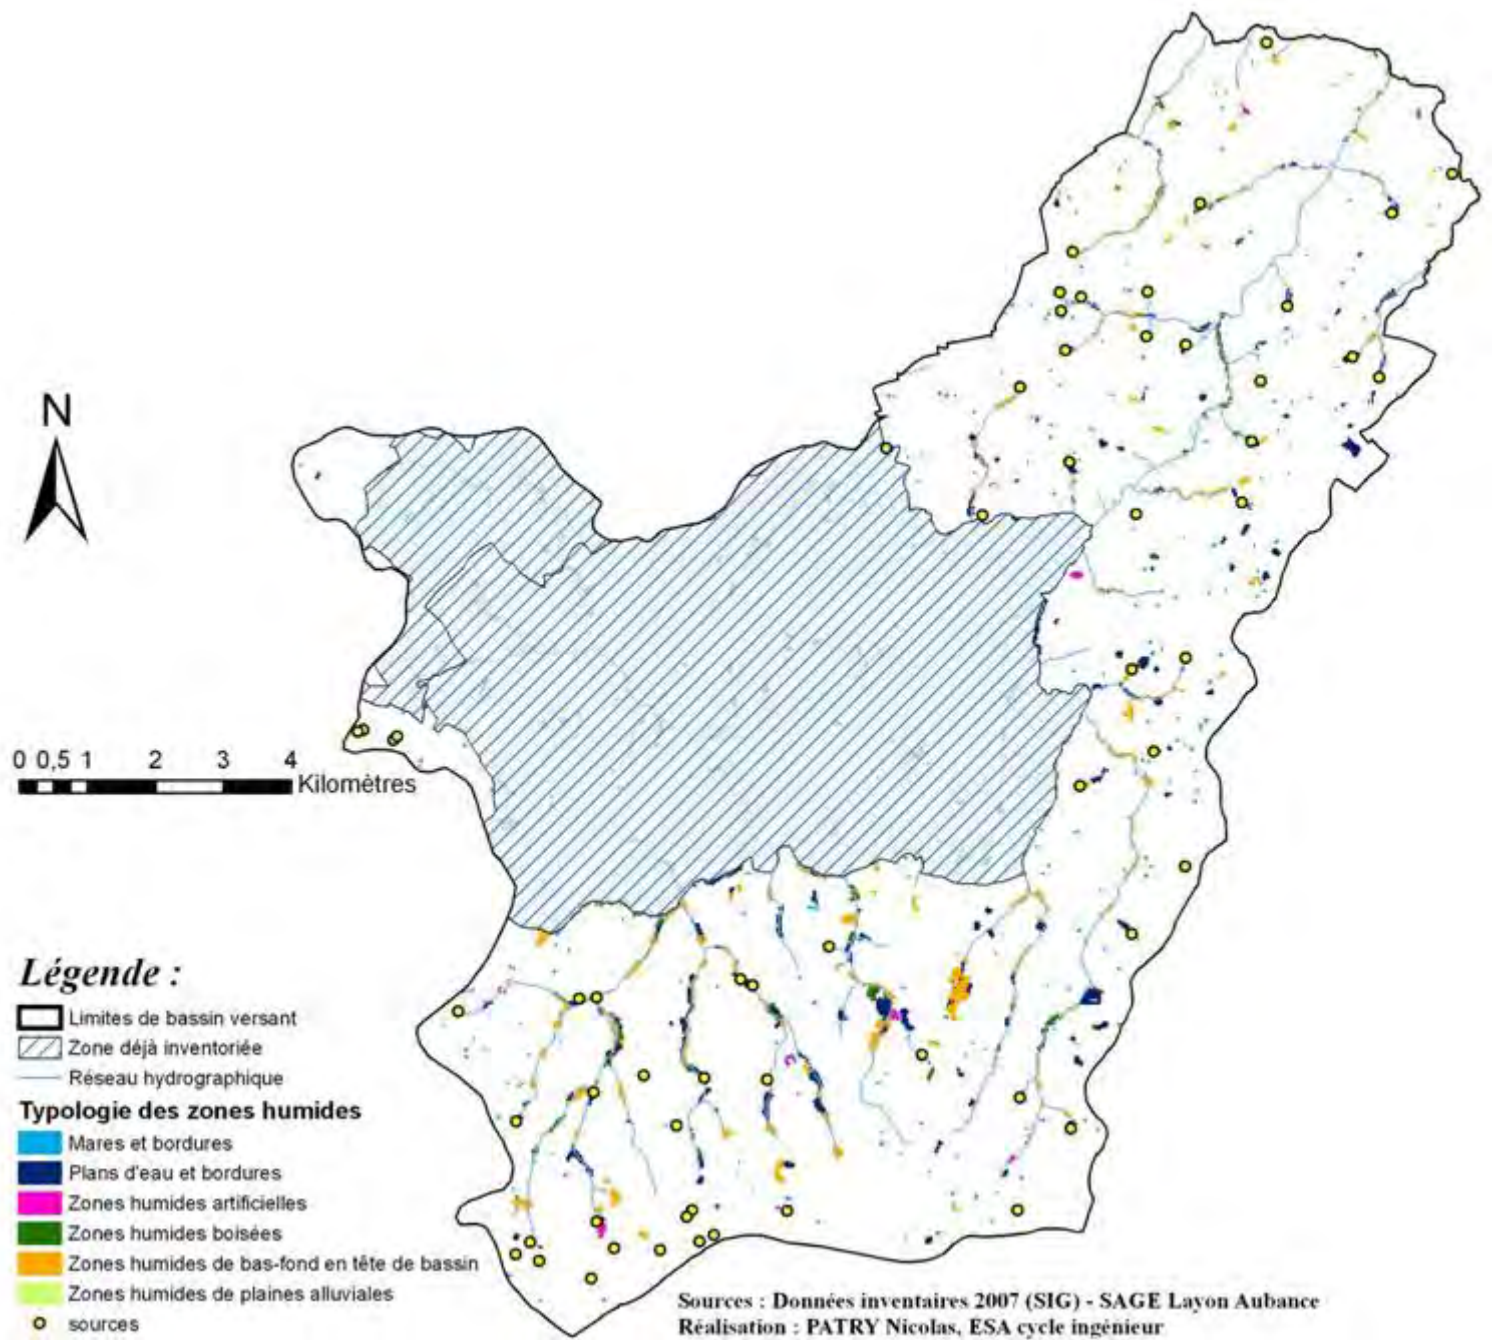 N
0 0,5 1 2 3 4
Kilomètres
Légende :
Limites de bassin versant
Zone déjà inventoriée
Réseau hydrographique
Typologie des zones humides
Mares et bordures
Plans d'eau et bordures
Zones humides artificielles
Zones humides boisées
Zones humides de bas-fond en tête de bassin
Zones humides de plaines alluviales
sources
Sources : Données inventaires 2007 (SIG) - SAGE Layon Aubance
Réalisation : PATRY Nicolas, ESA cycle ingénieur